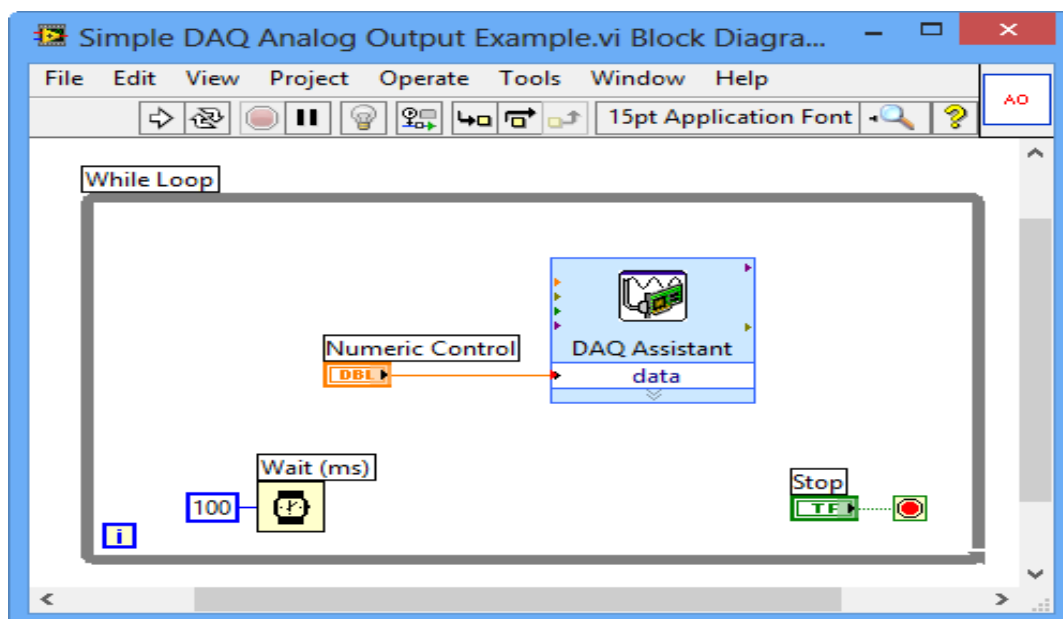 Simple DAQ Analog Output Example.vi Block Diagra...
File Edit View Project Operate Tools Window Help
15pt Application Font
AO
While Loop
Numeric Control
DBL
DAQ Assistant
data
Wait (ms)
100
Stop
TF
i